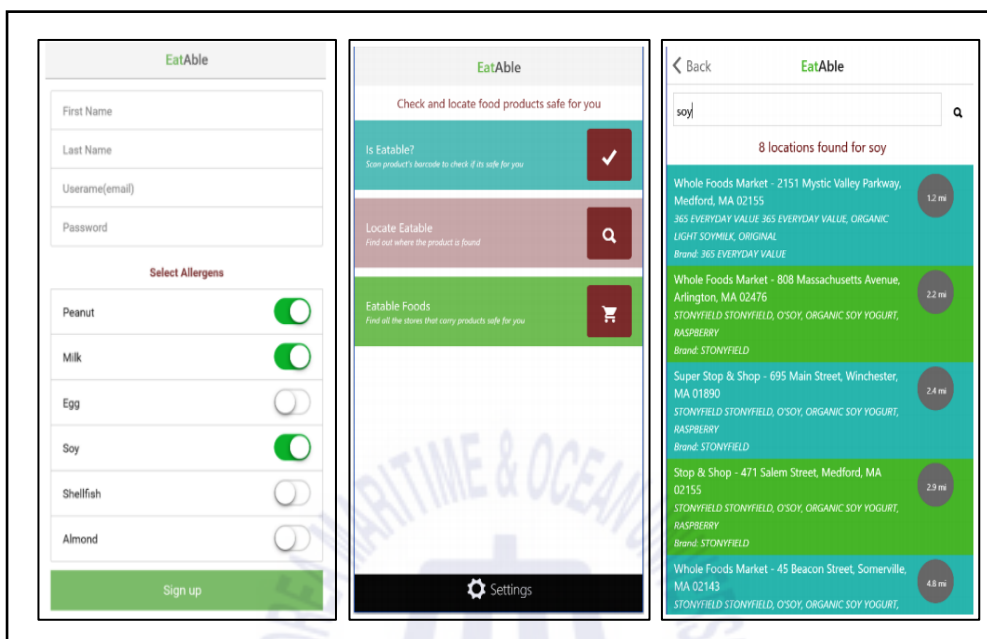 EatAble
First Name
Last Name
Userame(email)
Password
Select Allergens
Peanut
Milk
Egg
Soy
Shellfish
Almond
Sign up
EatAble
Check and locate food products safe for you
Is Eatable?
Scan product's barcode to check if its safe for you
Locate Eatable
Find out where the product is found
Eatable Foods
Find all the stores that carry products safe for you
Settings
Back
EatAble
soy
8 locations found for soy
Whole Foods Market - 2151 Mystic Valley Parkway,
Medford, MA 02155
365 EVERYDAY VALUE 365 EVERYDAY VALUE, ORGANIC
LIGHT SOYMILK, ORIGINAL
Brand: 365 EVERYDAY VALUE
1.2 mi
Whole Foods Market - 808 Massachusetts Avenue,
Arlington, MA 02476
STONYFIELD STONYFIELD, O'SOY, ORGANIC SOY YOGURT,
RASPBERRY
Brand: STONYFIELD
2.2 mi
Super Stop & Shop - 695 Main Street, Winchester,
MA 01890
STONYFIELD STONYFIELD, O'SOY, ORGANIC SOY YOGURT,
RASPBERRY
Brand: STONYFIELD
2.4 mi
Stop & Shop - 471 Salem Street, Medford, MA
02155
STONYFIELD STONYFIELD, O'SOY, ORGANIC SOY YOGURT,
RASPBERRY
Brand: STONYFIELD
2.9 mi
Whole Foods Market - 45 Beacon Street, Somerville,
MA 02143
STONYFIELD STONYFIELD, O'SOY, ORGANIC SOY YOGURT,
4.8 mi
MARITIME & OCEAN